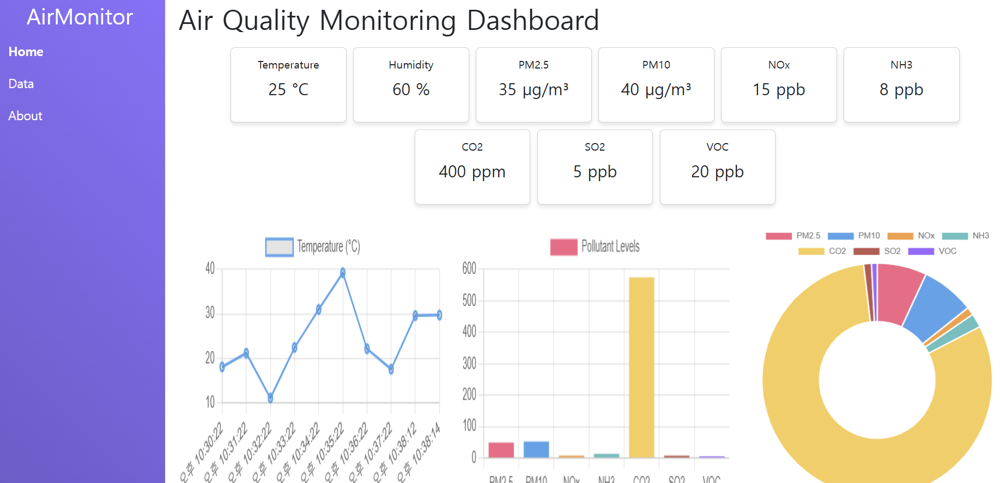 AirMonitor
Home
Data
About
Air Quality Monitoring Dashboard
Temperature
25 °C
Humidity
60 %
PM2.5
35 µg/m³
PM10
40 µg/m³
NOx
15 ppb
NH3
8 ppb
CO2
400 ppm
SO2
5 ppb
VOC
20 ppb
Temperature (°C)
40
30
20
10
오후 10:30:22
오후 10:31:22
오후 10:32:22
오후 10:33:22
오후 10:34:22
오후 10:35:22
오후 10:36:22
오후 10:37:22
오후 10:38:12
오후 10:38:14
Pollutant Levels
600
500
400
300
200
100
0
PM2.5 PM10 NOx NH3 CO2 SO2 VOC
PM2.5 PM10 NOx NH3
CO2 SO2 VOC